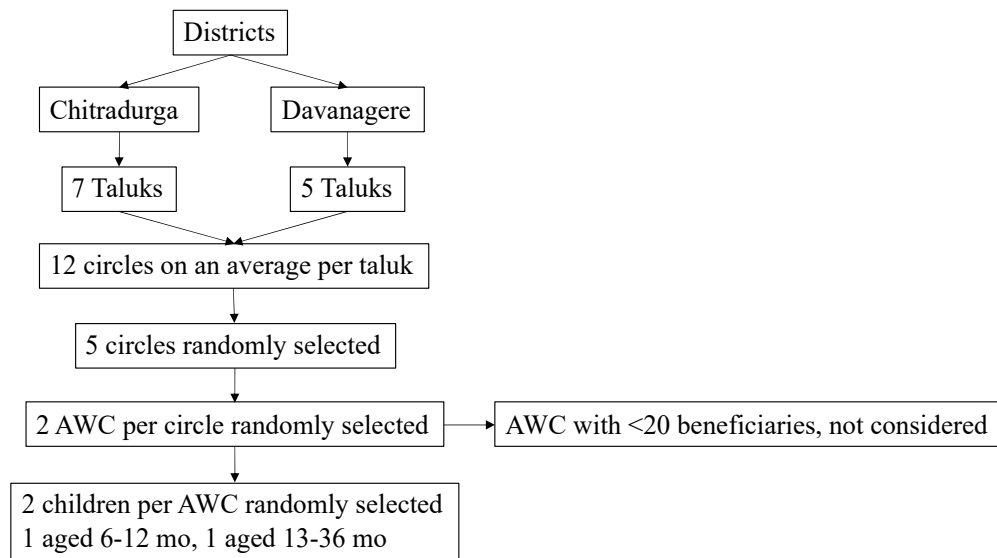 Districts
Chitradurga
Davanagere
7 Taluks
5 Taluks
12 circles on an average per taluk
5 circles randomly selected
2 AWC per circle randomly selected
AWC with <20 beneficiaries, not considered
2 children per AWC randomly selected
1 aged 6-12 mo, 1 aged 13-36 mo